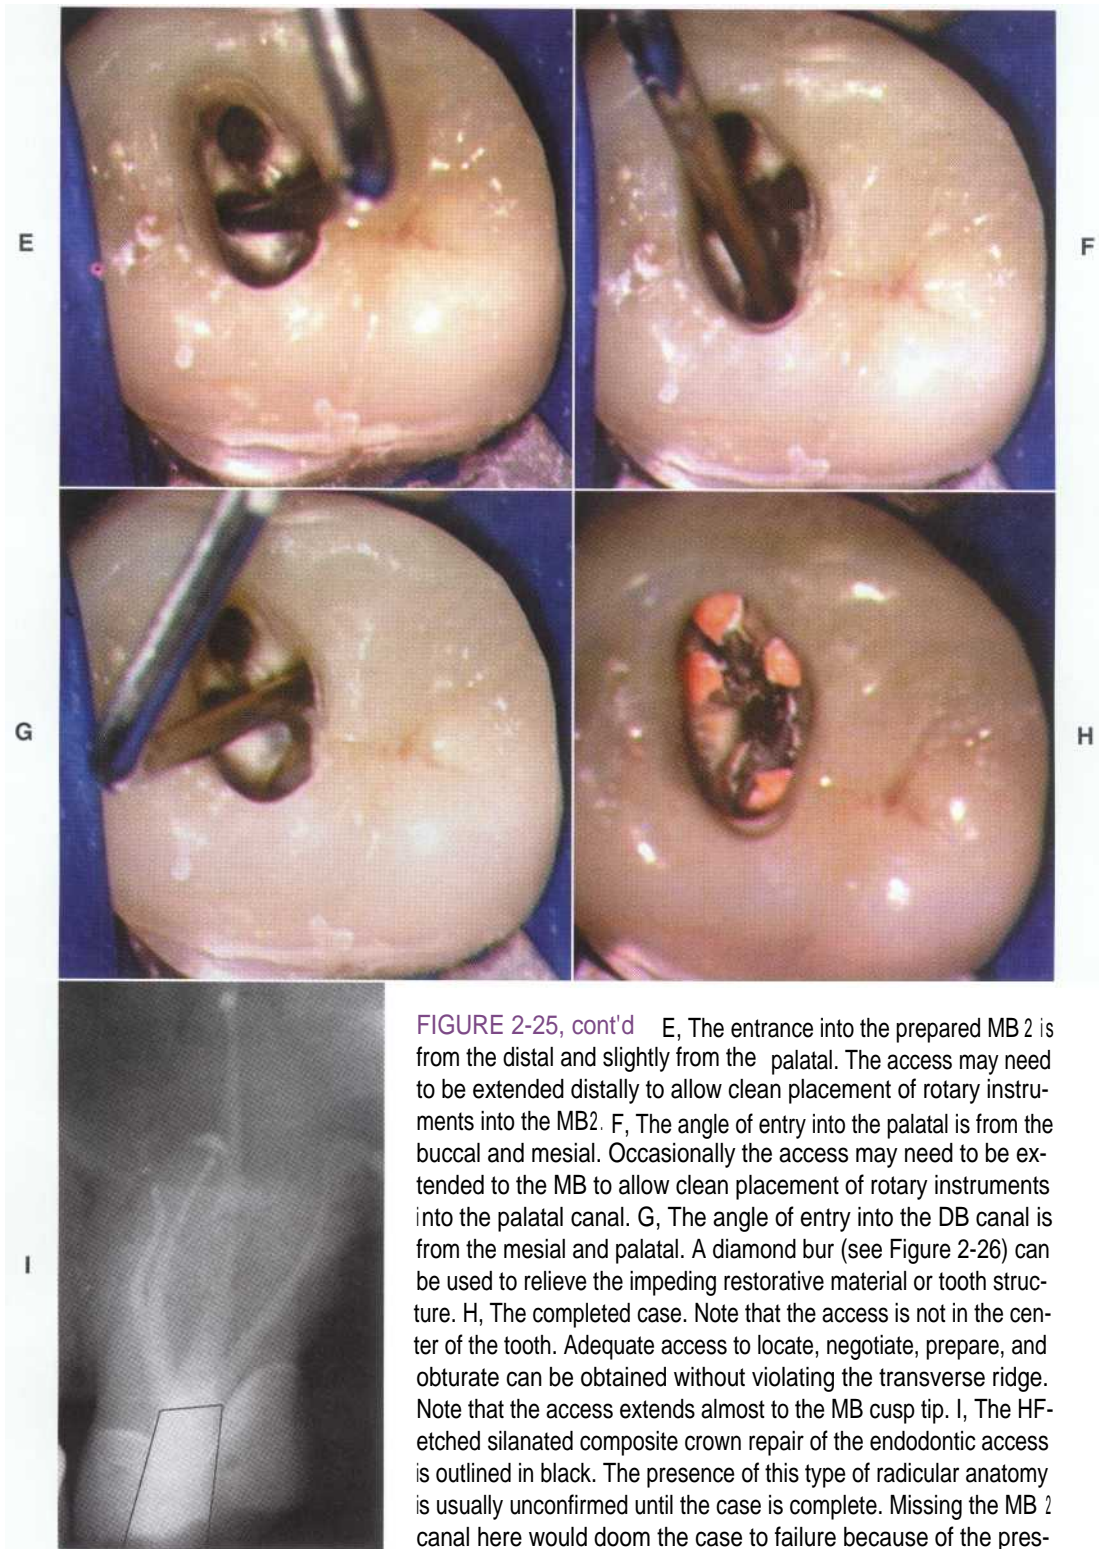 E
F
G
H
I
FIGURE 2-25, cont'd E, The entrance into the prepared MB 2 is
from the distal and slightly from the palatal. The access may need
to be extended distally to allow clean placement of rotary instru-
ments into the MB2. F, The angle of entry into the palatal is from the
buccal and mesial. Occasionally the access may need to be ex-
tended to the MB to allow clean placement of rotary instruments
into the palatal canal. G, The angle of entry into the DB canal is
from the mesial and palatal. A diamond bur (see Figure 2-26) can
be used to relieve the impeding restorative material or tooth struc-
ture. H, The completed case. Note that the access is not in the cen-
ter of the tooth. Adequate access to locate, negotiate, prepare, and
obturate can be obtained without violating the transverse ridge.
Note that the access extends almost to the MB cusp tip. I, The HF-
etched silanated composite crown repair of the endodontic access
is outlined in black. The presence of this type of radicular anatomy
is usually unconfirmed until the case is complete. Missing the MB 2
canal here would doom the case to failure because of the pres-